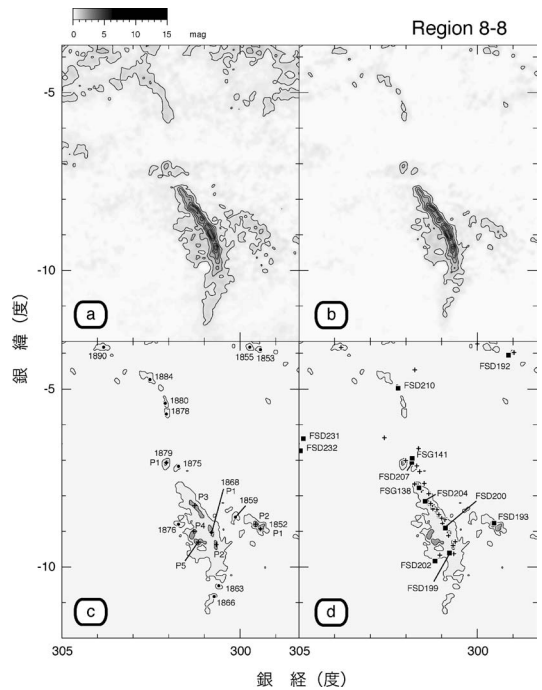 0 5 10 15 mag
Region 8-8
-5
-10
a
b
銀緯(度)
1890
1855
1853
1884
1880
1878
1879
P1
1875
1868
P1
P3
1859
P2
1852
P1
1876
P4
P2
P5
1863
1866
c
FSD192
FSD210
FSD231
FSD232
FSG141
FSD207
FSG138
FSD204
FSD200
FSD193
FSD202
FSD199
d
-5
-10
305 300 305 300
銀経(度)